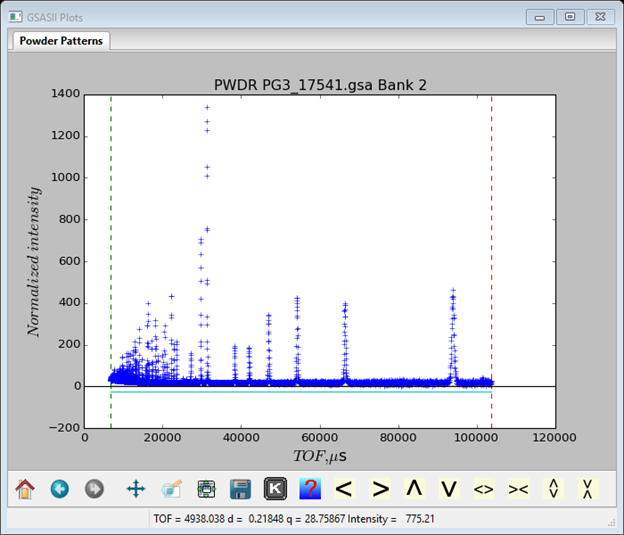 GSASII Plots
Powder Patterns
PWDR PG3_17541.gsa Bank 2
1400
1200
1000
800
600
400
200
0
−200
Normalized intensity
0 20000 40000 60000 80000 100000 120000
TOF,μs
K ? < > Λ V <> ><
TOF = 4938.038 d = 0.21848 q = 28.75867 Intensity = 775.21